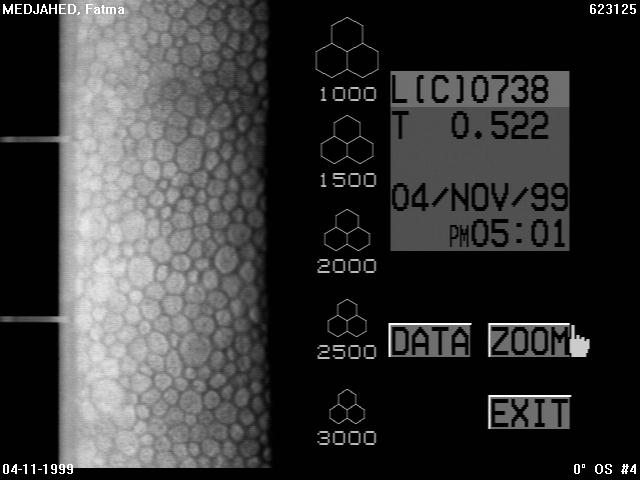 MEDJAHED, Fatma
623125
1000
1500
2000
2500
3000
L(C)0738
T 0.522
04/NOV/99
PM05:01
DATA
ZOOM
EXIT
04-11-1999
0° OS #4